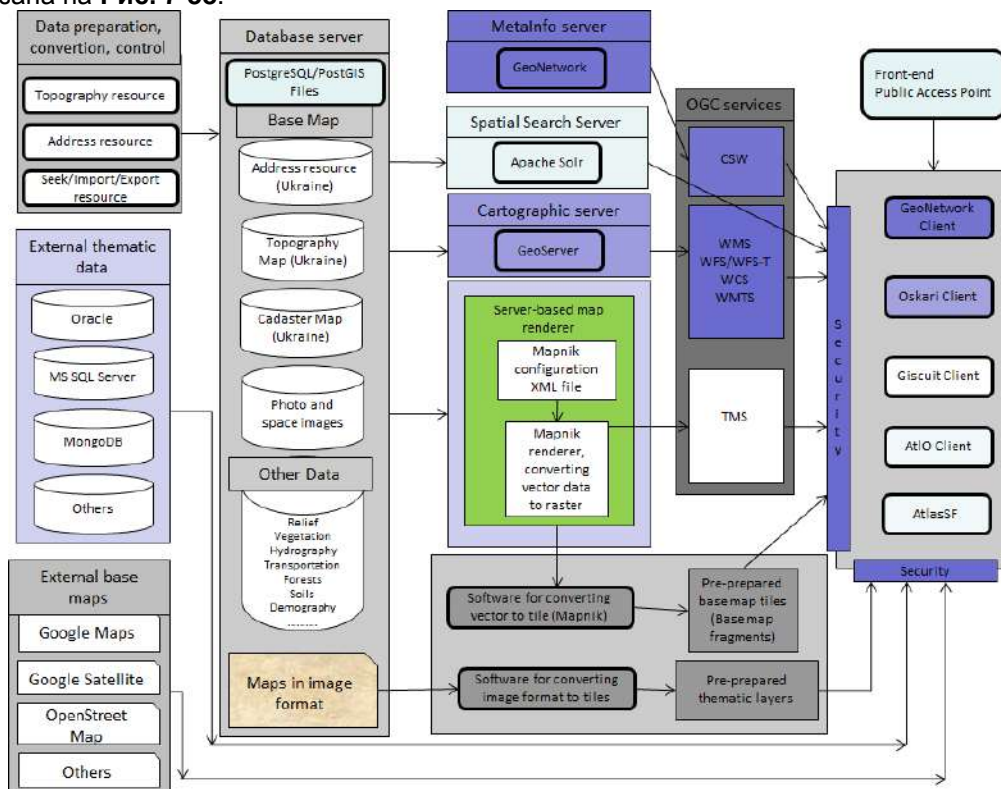 зана на Рис. 7-33.
Data preparation,
convertion, control
Topography resource
Address resource
Seek/Import/Export
resource
External thematic
data
Oracle
MS SQL Server
MongoDB
Others
External base
maps
Google Maps
Google Satellite
OpenStreet
Map
Others
Database server
PostgreSQL/PostGIS
Files
Base Map
Address resource
(Ukraine)
Topography
Map (Ukraine)
Cadaster Map
(Ukraine)
Photo and
space images
Other Data
Relief
Vegetation
Hydrography
Transportation
Forests
Soils
Demography
........
Maps in image
format
MetaInfo server
GeoNetwork
Spatial Search Server
Apache Solr
Cartographic server
GeoServer
Server-based map
renderer
Mapnik
configuration
XML file
Mapnik
renderer,
converting
vector data
to raster
Software for converting
vector to tile (Mapnik)
Software for converting
image format to tiles
Pre-prepared
base map tiles
(Base map
fragments)
Pre-prepared
thematic layers
OGC services
CSW
WMS
WFS/WFS-T
WCS
WMTS
TMS
Security
Front-end
Public Access Point
GeoNetwork
Client
Oskari Client
Giscuit Client
AtIO Client
AtlasSF
Security